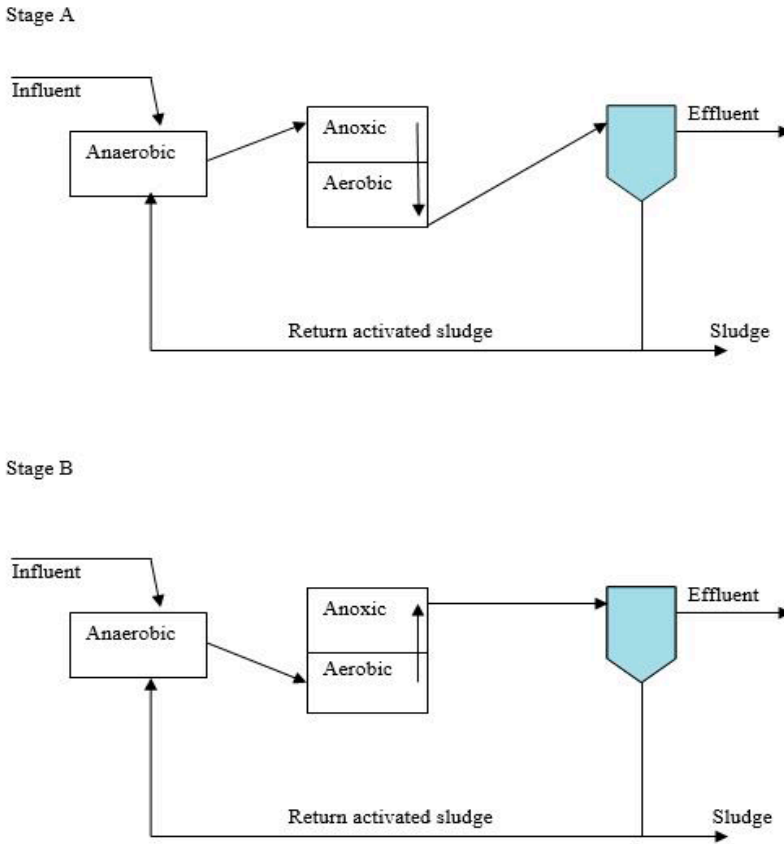 Stage A
Influent
Anaerobic
Anoxic
Aerobic
Effluent
Return activated sludge
Sludge
Stage B
Influent
Anaerobic
Anoxic
Aerobic
Effluent
Return activated sludge
Sludge